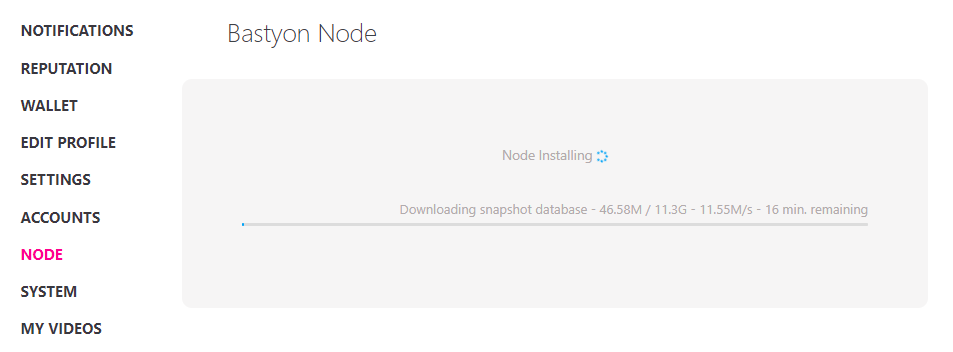 NOTIFICATIONS
REPUTATION
WALLET
EDIT PROFILE
SETTINGS
ACCOUNTS
NODE
SYSTEM
MY VIDEOS
Bastyon Node
Node Installing
Downloading snapshot database - 46.58M / 11.3G - 11.55M/s - 16 min. remaining